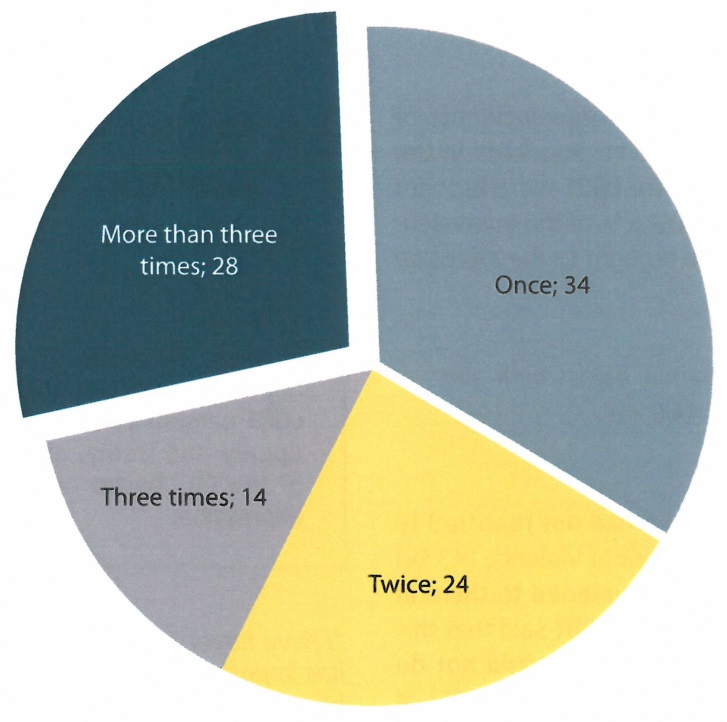 More than three
times; 28
Once; 34
Three times; 14
Twice; 24